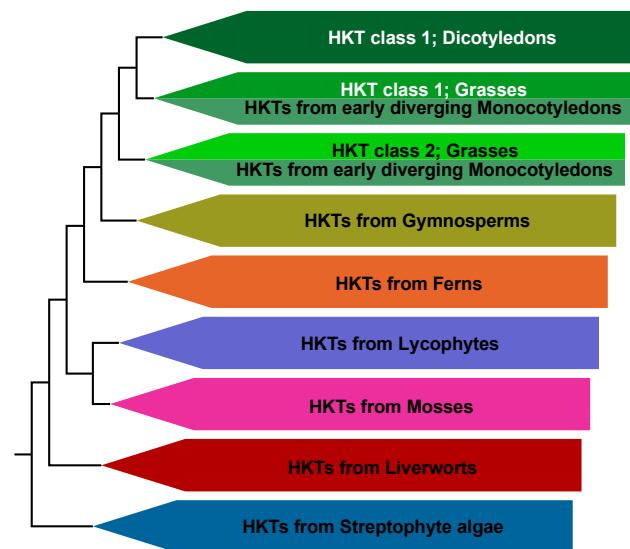 HKT class 1; Dicotyledons
HKT class 1; Grasses
HKTs from early diverging Monocotyledons
HKT class 2; Grasses
HKTs from early diverging Monocotyledons
HKTs from Gymnosperms
HKTs from Ferns
HKTs from Lycophytes
HKTs from Mosses
HKTs from Liverworts
HKTs from Streptophyte algae